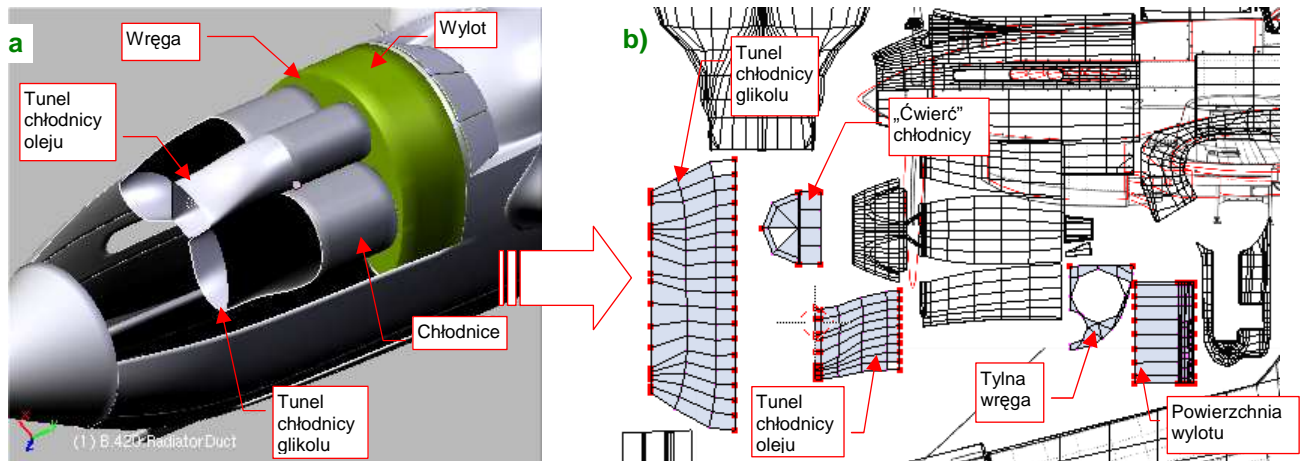 a
Wręga
Wylot
Tunel
chłodnicy
oleju
Chłodnice
Tunel
chłodnicy
glikolu
(1) B.420.RadiatorDuct
b)
Tunel
chłodnicy
glikolu
„Ćwierć”
chłodnicy
Tunel
chłodnicy
oleju
Tylna
wręga
Powierzchnia
wylotu